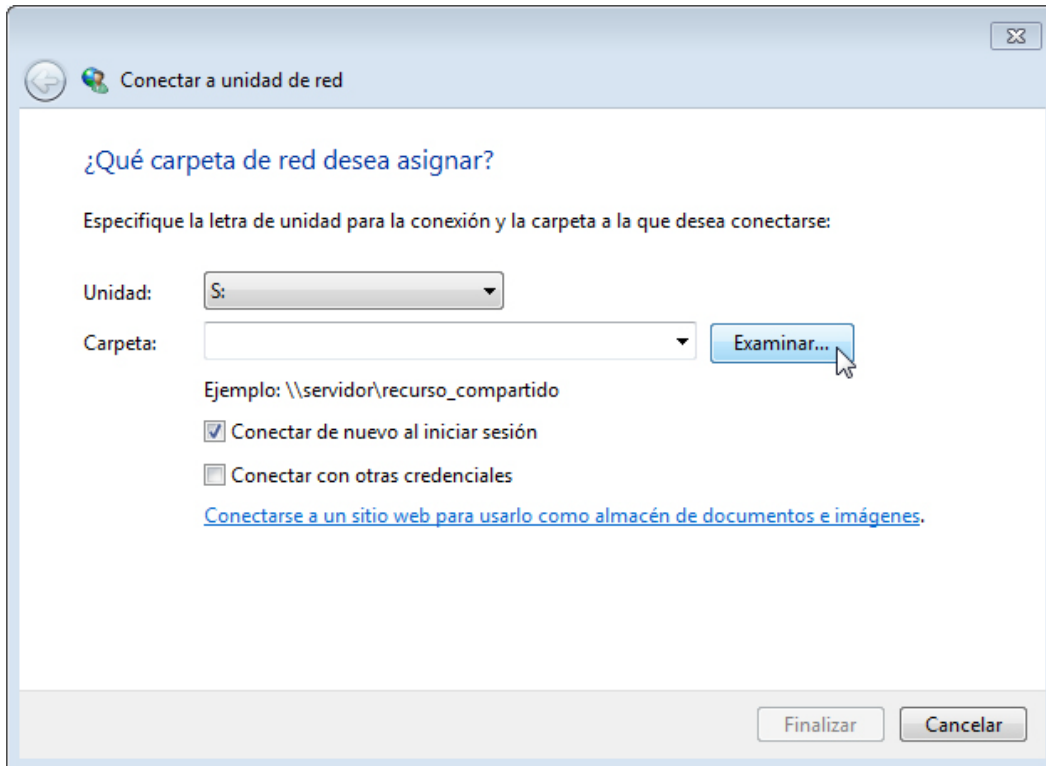 Conectar a unidad de red
¿Qué carpeta de red desea asignar?
Especifique la letra de unidad para la conexión y la carpeta a la que desea conectarse:
Unidad: S:
Carpeta: Examinar...
Ejemplo: \\servidor\recurso_compartido
Conectar de nuevo al iniciar sesión
Conectar con otras credenciales
Conectarse a un sitio web para usarlo como almacén de documentos e imágenes.
Finalizar Cancelar